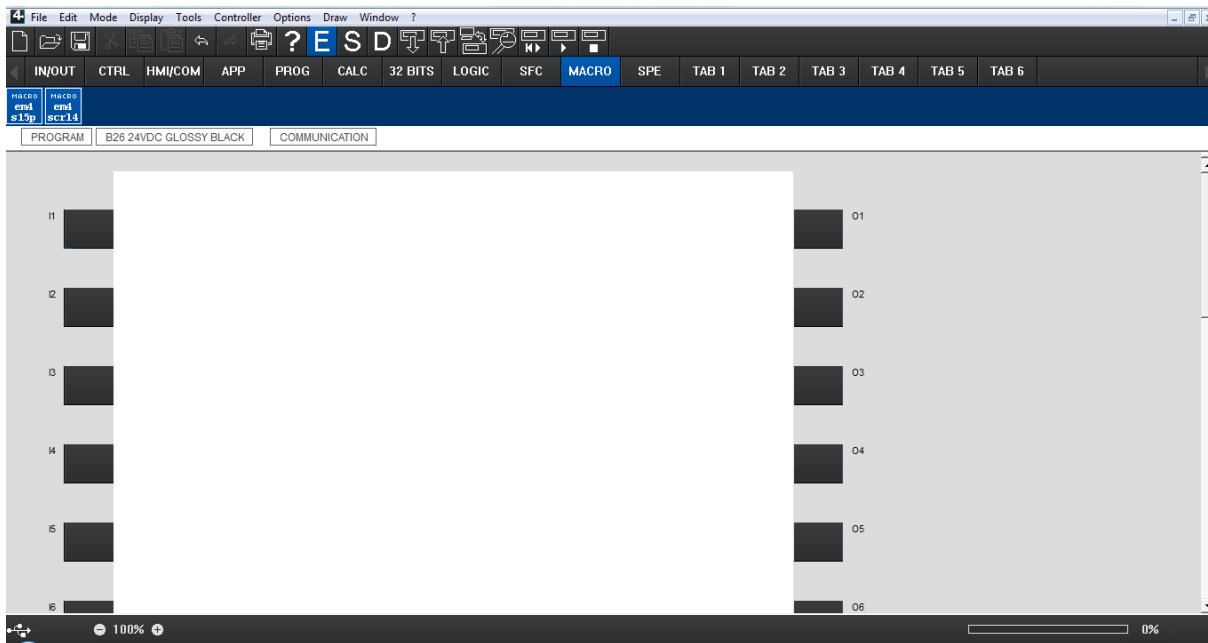 4 File Edit Mode Display Tools Controller Options Draw Window ?
? E S D
IN/OUT CTRL HMI/COM APP PROG CALC 32 BITS LOGIC SFC MACRO SPE TAB 1 TAB 2 TAB 3 TAB 4 TAB 5 TAB 6
MACRO MACRO
em4 em4
s15p scr14
PROGRAM B26 24VDC GLOSSY BLACK COMMUNICATION
I1 O1
I2 O2
I3 O3
I4 O4
I5 O5
I6 O6
100% 0%